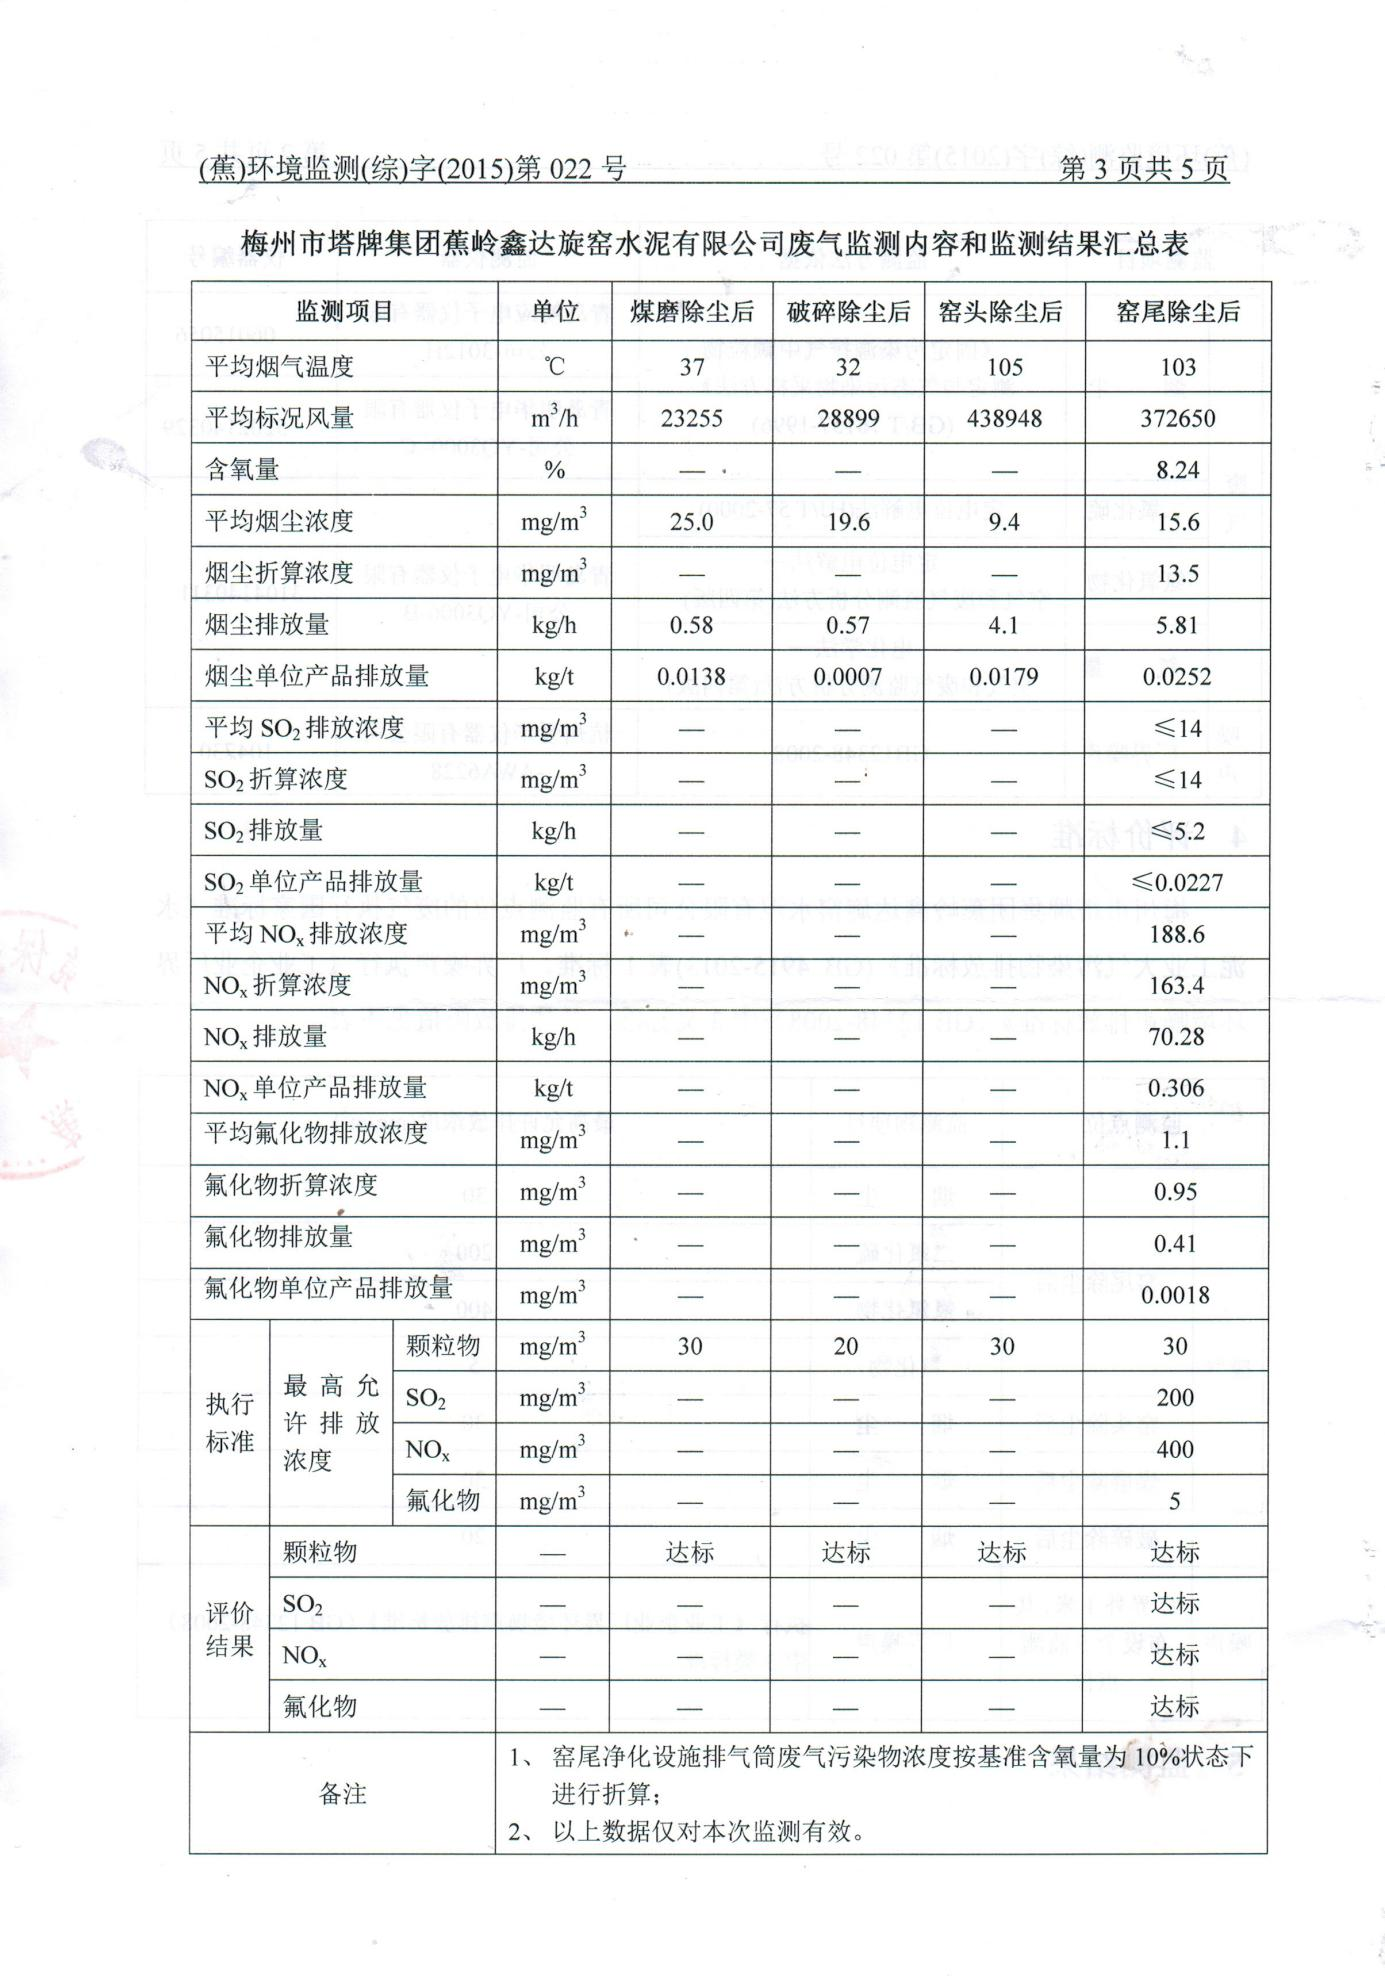 (蕉)环境监测(综)字(2015)第 022 号 第 3 页共 5 页
梅州市塔牌集团蕉岭鑫达旋窑水泥有限公司废气监测内容和监测结果汇总表
监测项目 单位 煤磨除尘后 破碎除尘后 窑头除尘后 窑尾除尘后
平均烟气温度 ℃ 37 32 105 103
平均标况风量 m³/h 23255 28899 438948 372650
含氧量 % — — — 8.24
平均烟尘浓度 mg/m³ 25.0 19.6 9.4 15.6
烟尘折算浓度 mg/m³ — — — 13.5
烟尘排放量 kg/h 0.58 0.57 4.1 5.81
烟尘单位产品排放量 kg/t 0.0138 0.0007 0.0179 0.0252
平均 SO₂ 排放浓度 mg/m³ — — — ≤14
SO₂ 折算浓度 mg/m³ — — — ≤14
SO₂ 排放量 kg/h — — — ≤5.2
SO₂ 单位产品排放量 kg/t — — — ≤0.0227
平均 NOₓ 排放浓度 mg/m³ — — — 188.6
NOₓ 折算浓度 mg/m³ — — — 163.4
NOₓ 排放量 kg/h — — — 70.28
NOₓ 单位产品排放量 kg/t — — — 0.306
平均氟化物排放浓度 mg/m³ — — — 1.1
氟化物折算浓度 mg/m³ — — — 0.95
氟化物排放量 mg/m³ — — — 0.41
氟化物单位产品排放量 mg/m³ — — — 0.0018
执行
标准
最高允
许排放
浓度
颗粒物 mg/m³ 30 20 30 30
SO₂ mg/m³ — — — 200
NOₓ mg/m³ — — — 400
氟化物 mg/m³ — — — 5
评价
结果
颗粒物 — 达标 达标 达标 达标
SO₂ — — — — 达标
NOₓ — — — — 达标
氟化物 — — — — 达标
备注
1、 窑尾净化设施排气筒废气污染物浓度按基准含氧量为 10%状态下
进行折算；
2、 以上数据仅对本次监测有效。